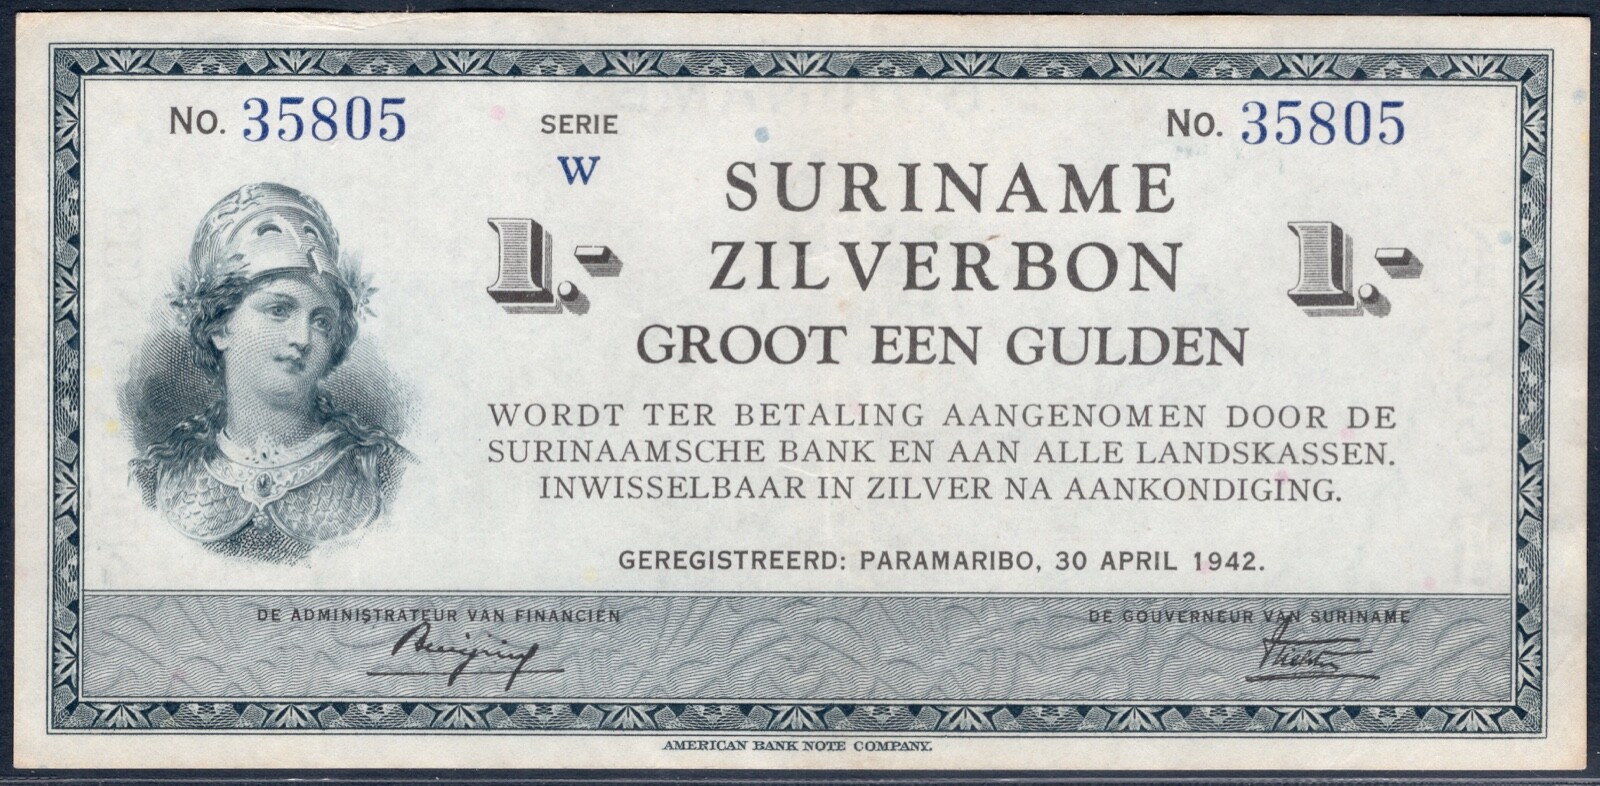 No. 35805
SERIE
W
No. 35805
SURINAME
1.- ZILVERBON 1.-
GROOT EEN GULDEN
WORDT TER BETALING AANGENOMEN DOOR DE
SURINAAMSCHE BANK EN AAN ALLE LANDSKASSEN.
INWISSELBAAR IN ZILVER NA AANKONDIGING.
GEREGISTREERD: PARAMARIBO, 30 APRIL 1942.
DE ADMINISTRATEUR VAN FINANCIËN
DE GOUVERNEUR VAN SURINAME
AMERICAN BANK NOTE COMPANY.